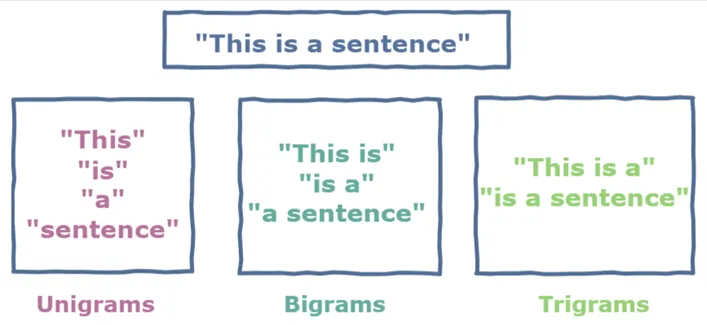 "This is a sentence"
"This"
"is"
"a"
"sentence"
Unigrams
"This is"
"is a"
"a sentence"
Bigrams
"This is a"
"is a sentence"
Trigrams